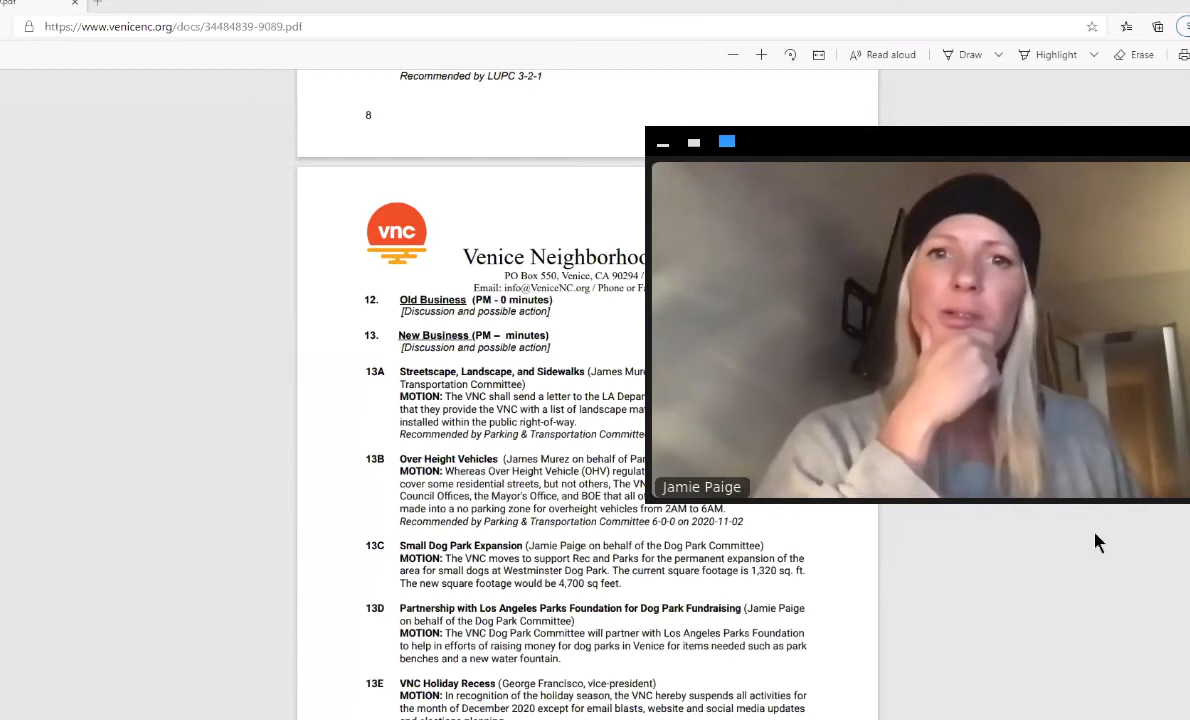 .pdf
https://www.venicenc.org/docs/34484839-9089.pdf
Read aloud
Draw
Highlight
Erase
Recommended by LUPC 3-2-1
8
vnc
Venice Neighborhoo
PO Box 550, Venice, CA 90294 /
Email: info@VeniceNC.org / Phone or Fa
12. Old Business (PM - 0 minutes)
[Discussion and possible action]
13. New Business (PM – minutes)
[Discussion and possible action]
13A Streetscape, Landscape, and Sidewalks (James Mure
Transportation Committee)
MOTION: The VNC shall send a letter to the LA Depar
that they provide the VNC with a list of landscape ma
installed within the public right-of-way.
Recommended by Parking & Transportation Committe
13B Over Height Vehicles (James Murez on behalf of Par
MOTION: Whereas Over Height Vehicle (OHV) regulat
cover some residential streets, but not others, The VN
Council Offices, the Mayor's Office, and BOE that all of
made into a no parking zone for overheight vehicles from 2AM to 6AM.
Recommended by Parking & Transportation Committee 6-0-0 on 2020-11-02
13C Small Dog Park Expansion (Jamie Paige on behalf of the Dog Park Committee)
MOTION: The VNC moves to support Rec and Parks for the permanent expansion of the
area for small dogs at Westminster Dog Park. The current square footage is 1,320 sq. ft.
The new square footage would be 4,700 sq feet.
13D Partnership with Los Angeles Parks Foundation for Dog Park Fundraising (Jamie Paige
on behalf of the Dog Park Committee)
MOTION: The VNC Dog Park Committee will partner with Los Angeles Parks Foundation
to help in efforts of raising money for dog parks in Venice for items needed such as park
benches and a new water fountain.
13E VNC Holiday Recess (George Francisco, vice-president)
MOTION: In recognition of the holiday season, the VNC hereby suspends all activities for
the month of December 2020 except for email blasts, website and social media updates
and elections planning.
Jamie Paige